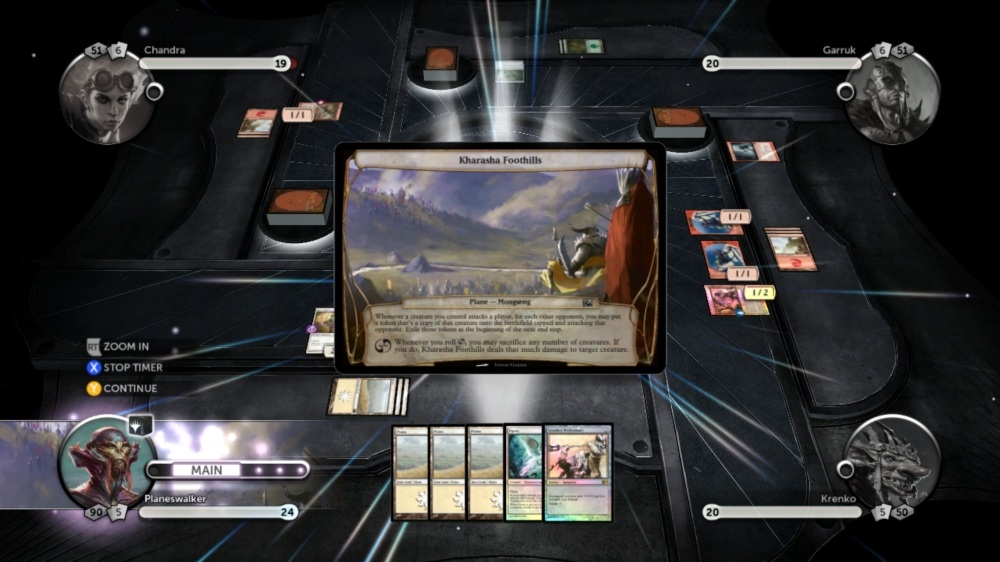 51 6 Chandra
19
Garruk 6 51
20
1/1
Kharasha Foothills
1/1
1/1
1/2
Plane — Mongseng
Whenever a creature you control attacks a player, for each other opponent, you may put
a token that's a copy of that creature onto the battlefield tapped and attacking that
opponent. Exile those tokens at the beginning of the next end step.
Whenever you roll , you may sacrifice any number of creatures. If
you do, Kharasha Foothills deals that much damage to target creature.
RT ZOOM IN
X STOP TIMER
Y CONTINUE
MAIN
Planeswalker
90 5
24
Krenko
20
5 50